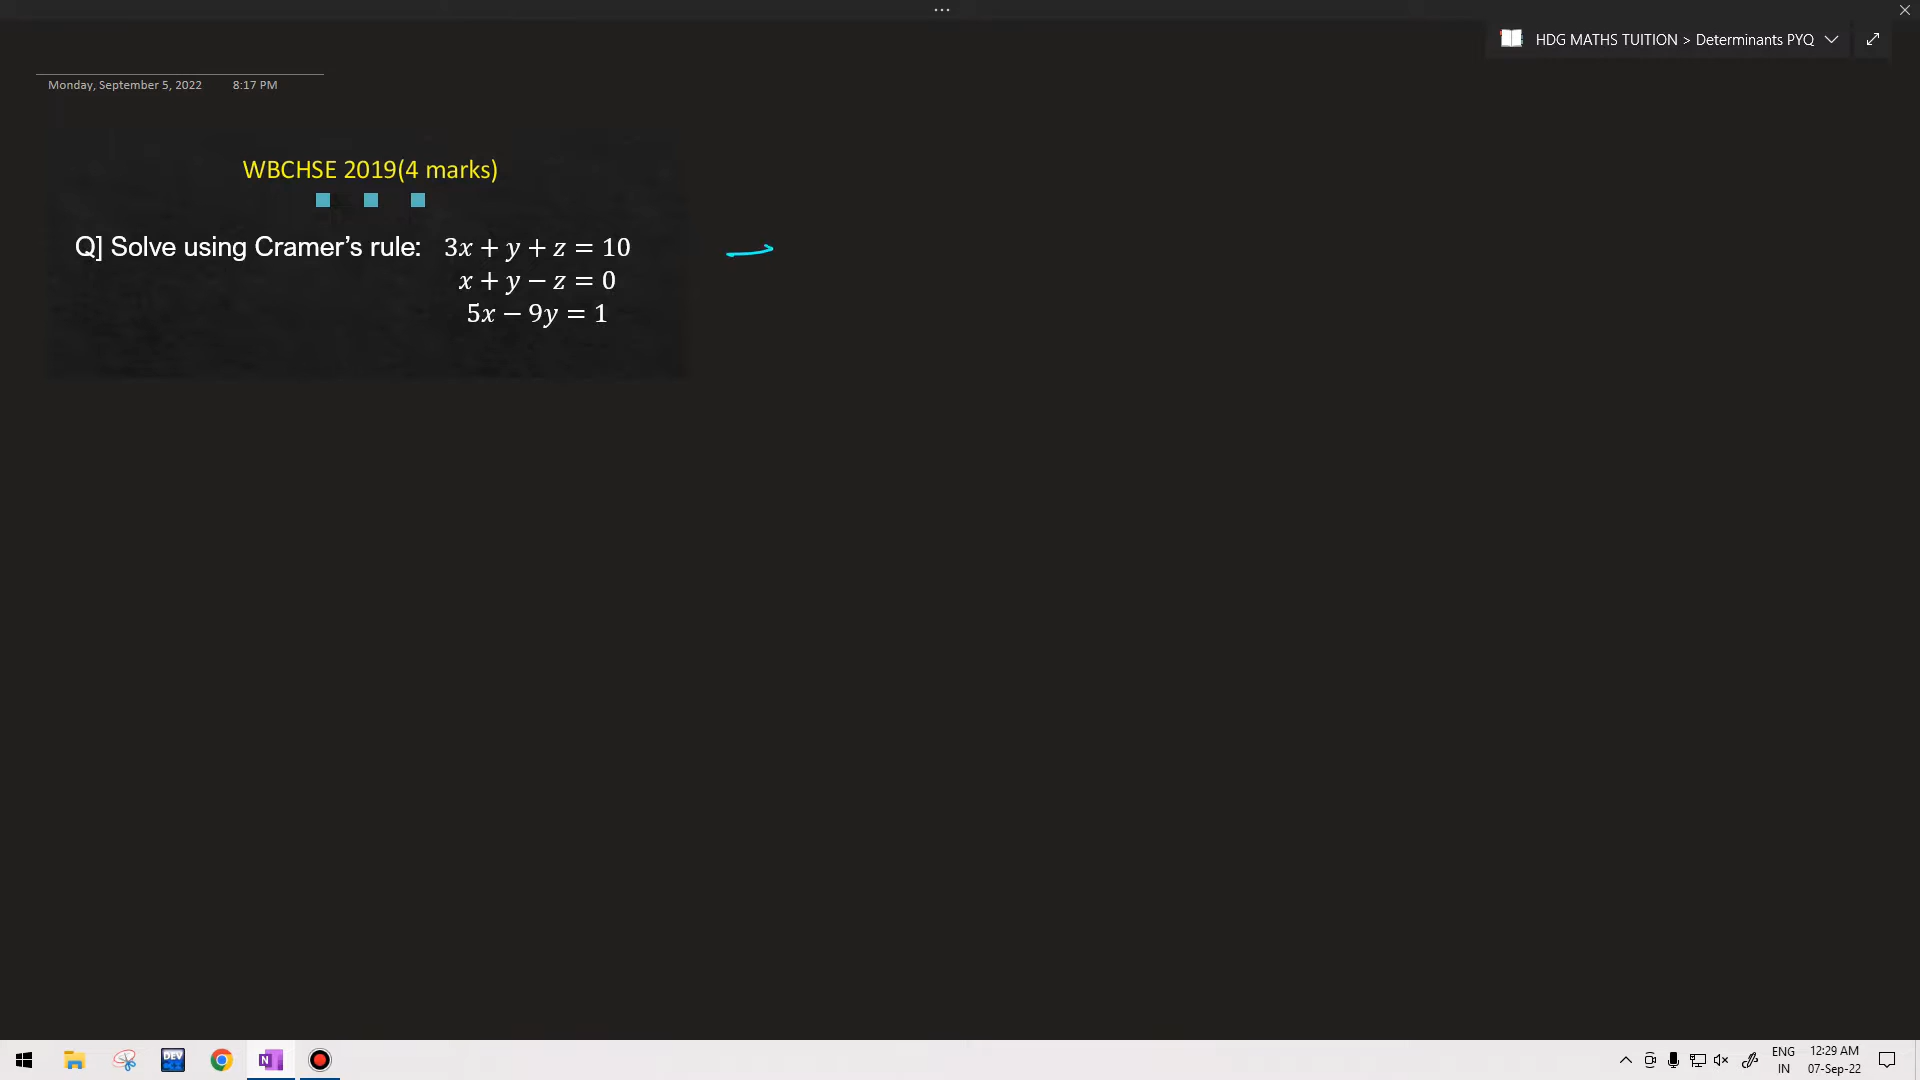 HDG MATHS TUITION > Determinants PYQ
Monday, September 5, 2022 8:17 PM
WBCHSE 2019(4 marks)
Q] Solve using Cramer’s rule: 3x + y + z = 10
x + y − z = 0
5x − 9y = 1
DEV
N
ENG
IN
12:29 AM
07-Sep-22